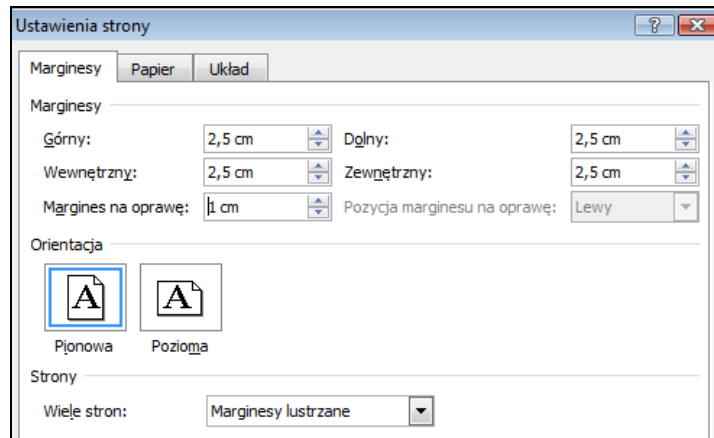 Ustawienia strony
Marginesy Papier Układ
Marginesy
Górny: 2,5 cm Dolny: 2,5 cm
Wewnętrzny: 2,5 cm Zewnętrzny: 2,5 cm
Margines na oprawę: 1 cm Pozycja marginesu na oprawę: Lewy
Orientacja
A A
Pionowa Pozioma
Strony
Wiele stron: Marginesy lustrzane